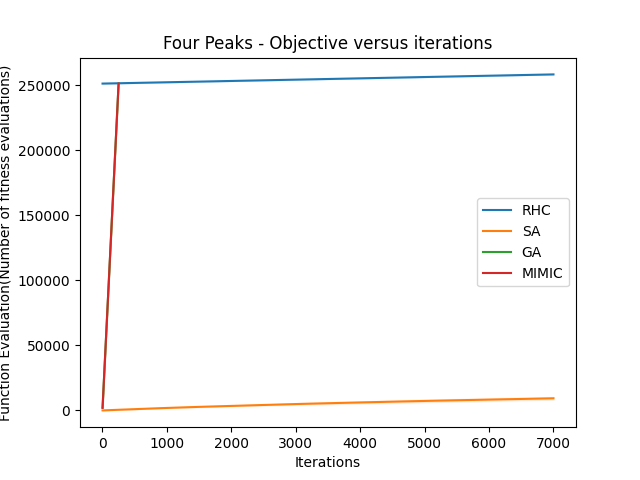 Four Peaks - Objective versus iterations
Function Evaluation(Number of fitness evaluations)
250000
200000
150000
100000
50000
0
RHC
SA
GA
MIMIC
0 1000 2000 3000 4000 5000 6000 7000
Iterations